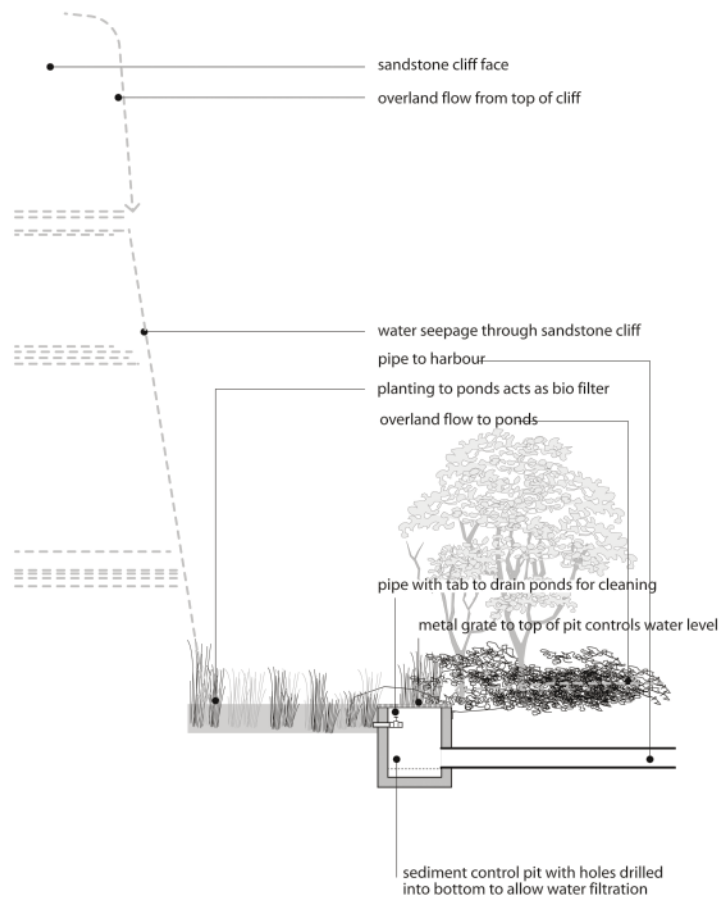 sandstone cliff face
overland flow from top of cliff
water seepage through sandstone cliff
pipe to harbour
planting to ponds acts as bio filter
overland flow to ponds
pipe with tab to drain ponds for cleaning
metal grate to top of pit controls water level
sediment control pit with holes drilled
into bottom to allow water filtration